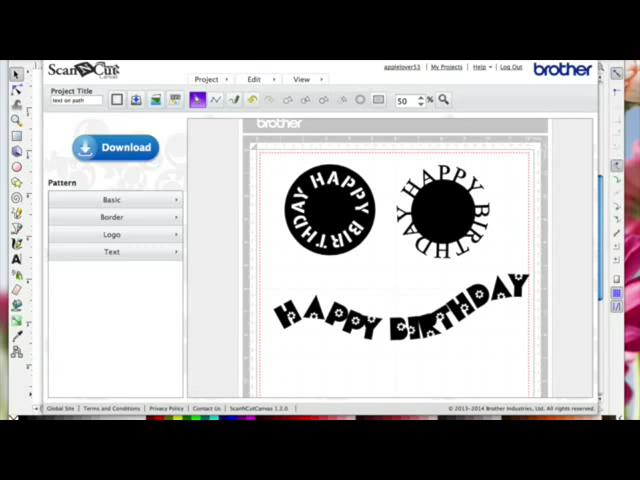 ScanNCut
Canvas
applelover53 | My Projects | Help | Log Out
brother
Project Edit View
Project Title
text on path
50 %
Download
brother
Pattern
Basic
Border
Logo
Text
HAPPY BIRTHDAY
HAPPY BIRTHDAY
HAPPY BIRTHDAY
Global Site | Terms and Conditions | Privacy Policy | Contact Us | ScanNCutCanvas 1.2.0
© 2013-2014 Brother Industries, Ltd. All rights reserved.